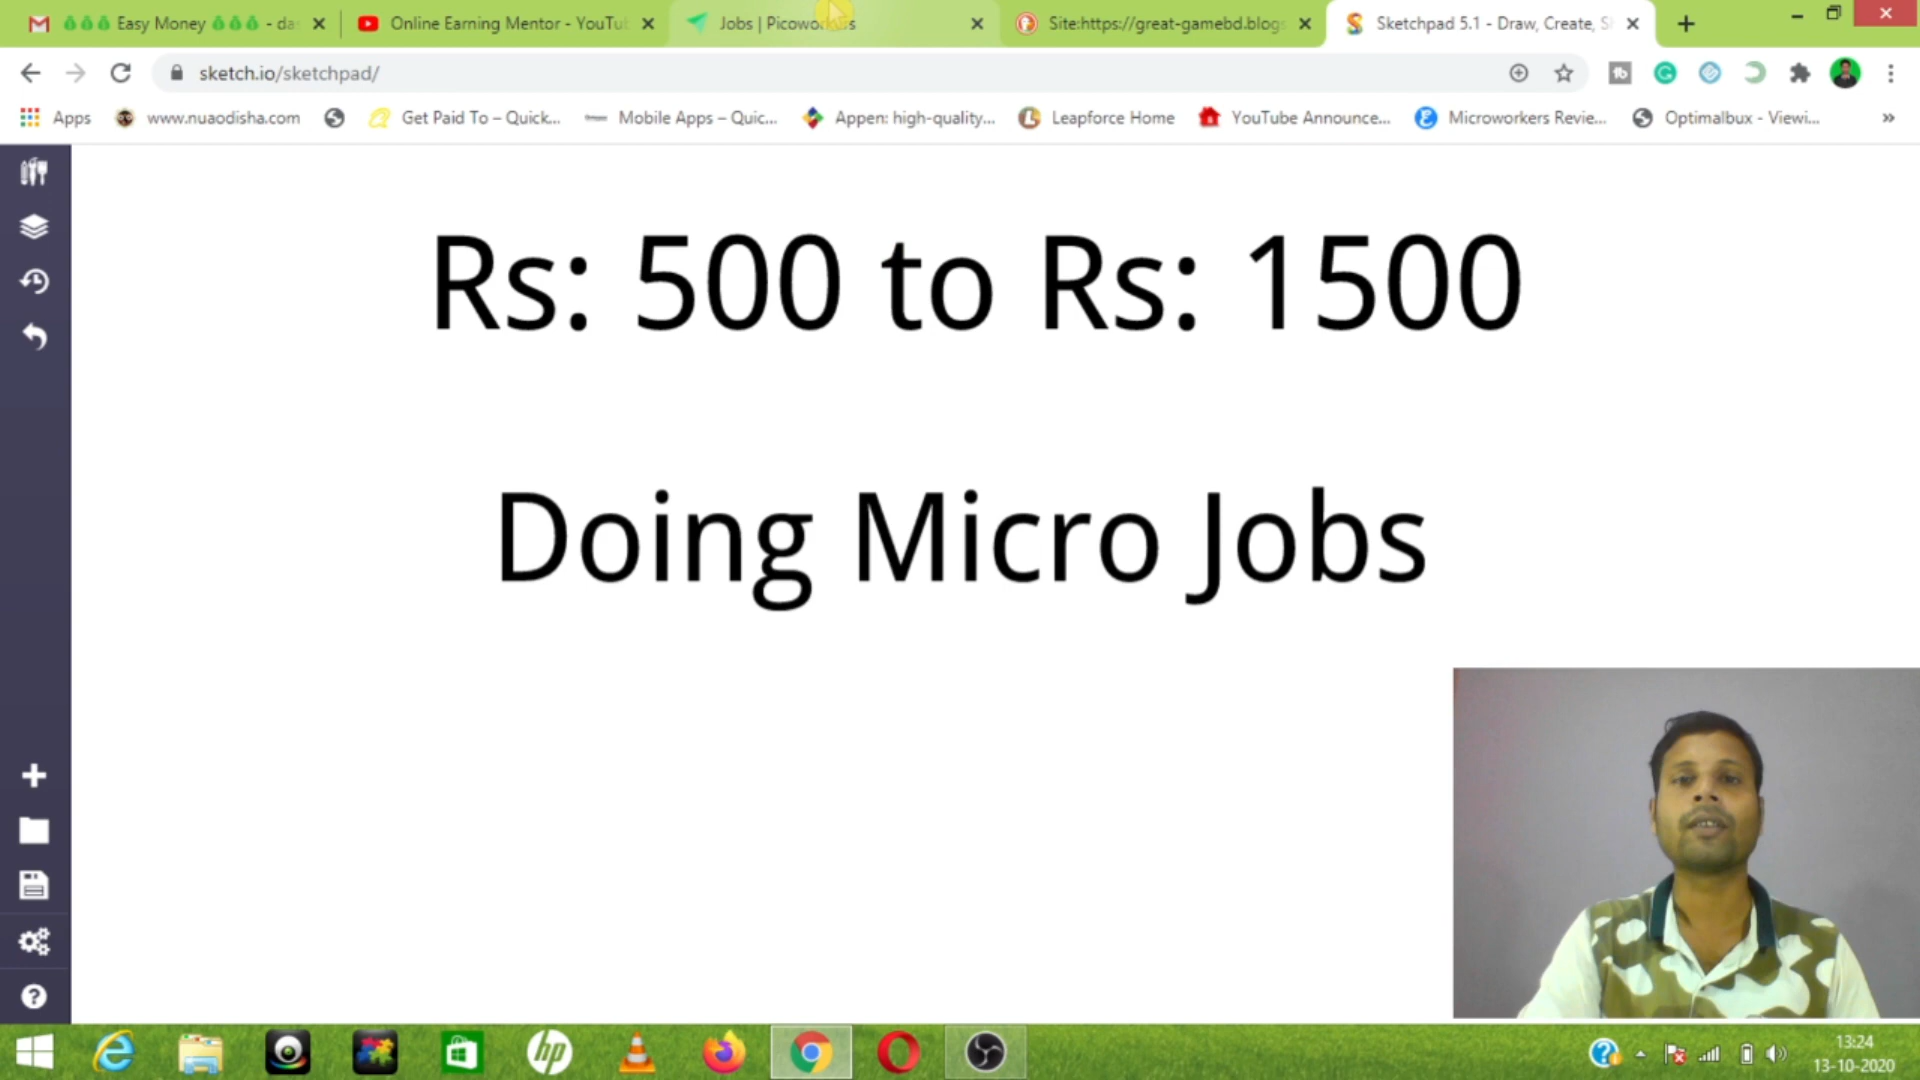 Easy Money - da
Online Earning Mentor - YouTu
Jobs | Picoworkers
Site:https://great-gamebd.blogs
Sketchpad 5.1 - Draw, Create, S
sketch.io/sketchpad/
Apps
www.nuaodisha.com
Get Paid To – Quick...
Mobile Apps – Quic...
Appen: high-quality...
Leapforce Home
YouTube Announce...
Microworkers Revie...
Optimalbux - Viewi...
»
Rs: 500 to Rs: 1500
Doing Micro Jobs
13:24
13-10-2020